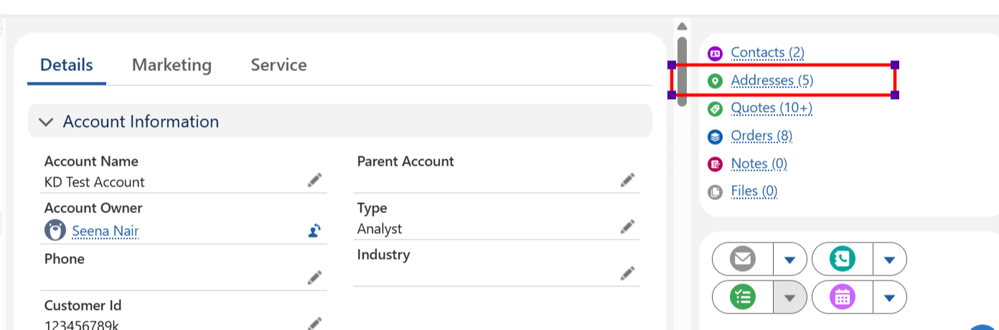 Details Marketing Service
Account Information
Account Name
KD Test Account
Parent Account
Account Owner
Seena Nair
Type
Analyst
Phone
Industry
Customer Id
123456789k
Contacts (2)
Addresses (5)
Quotes (10+)
Orders (8)
Notes (0)
Files (0)